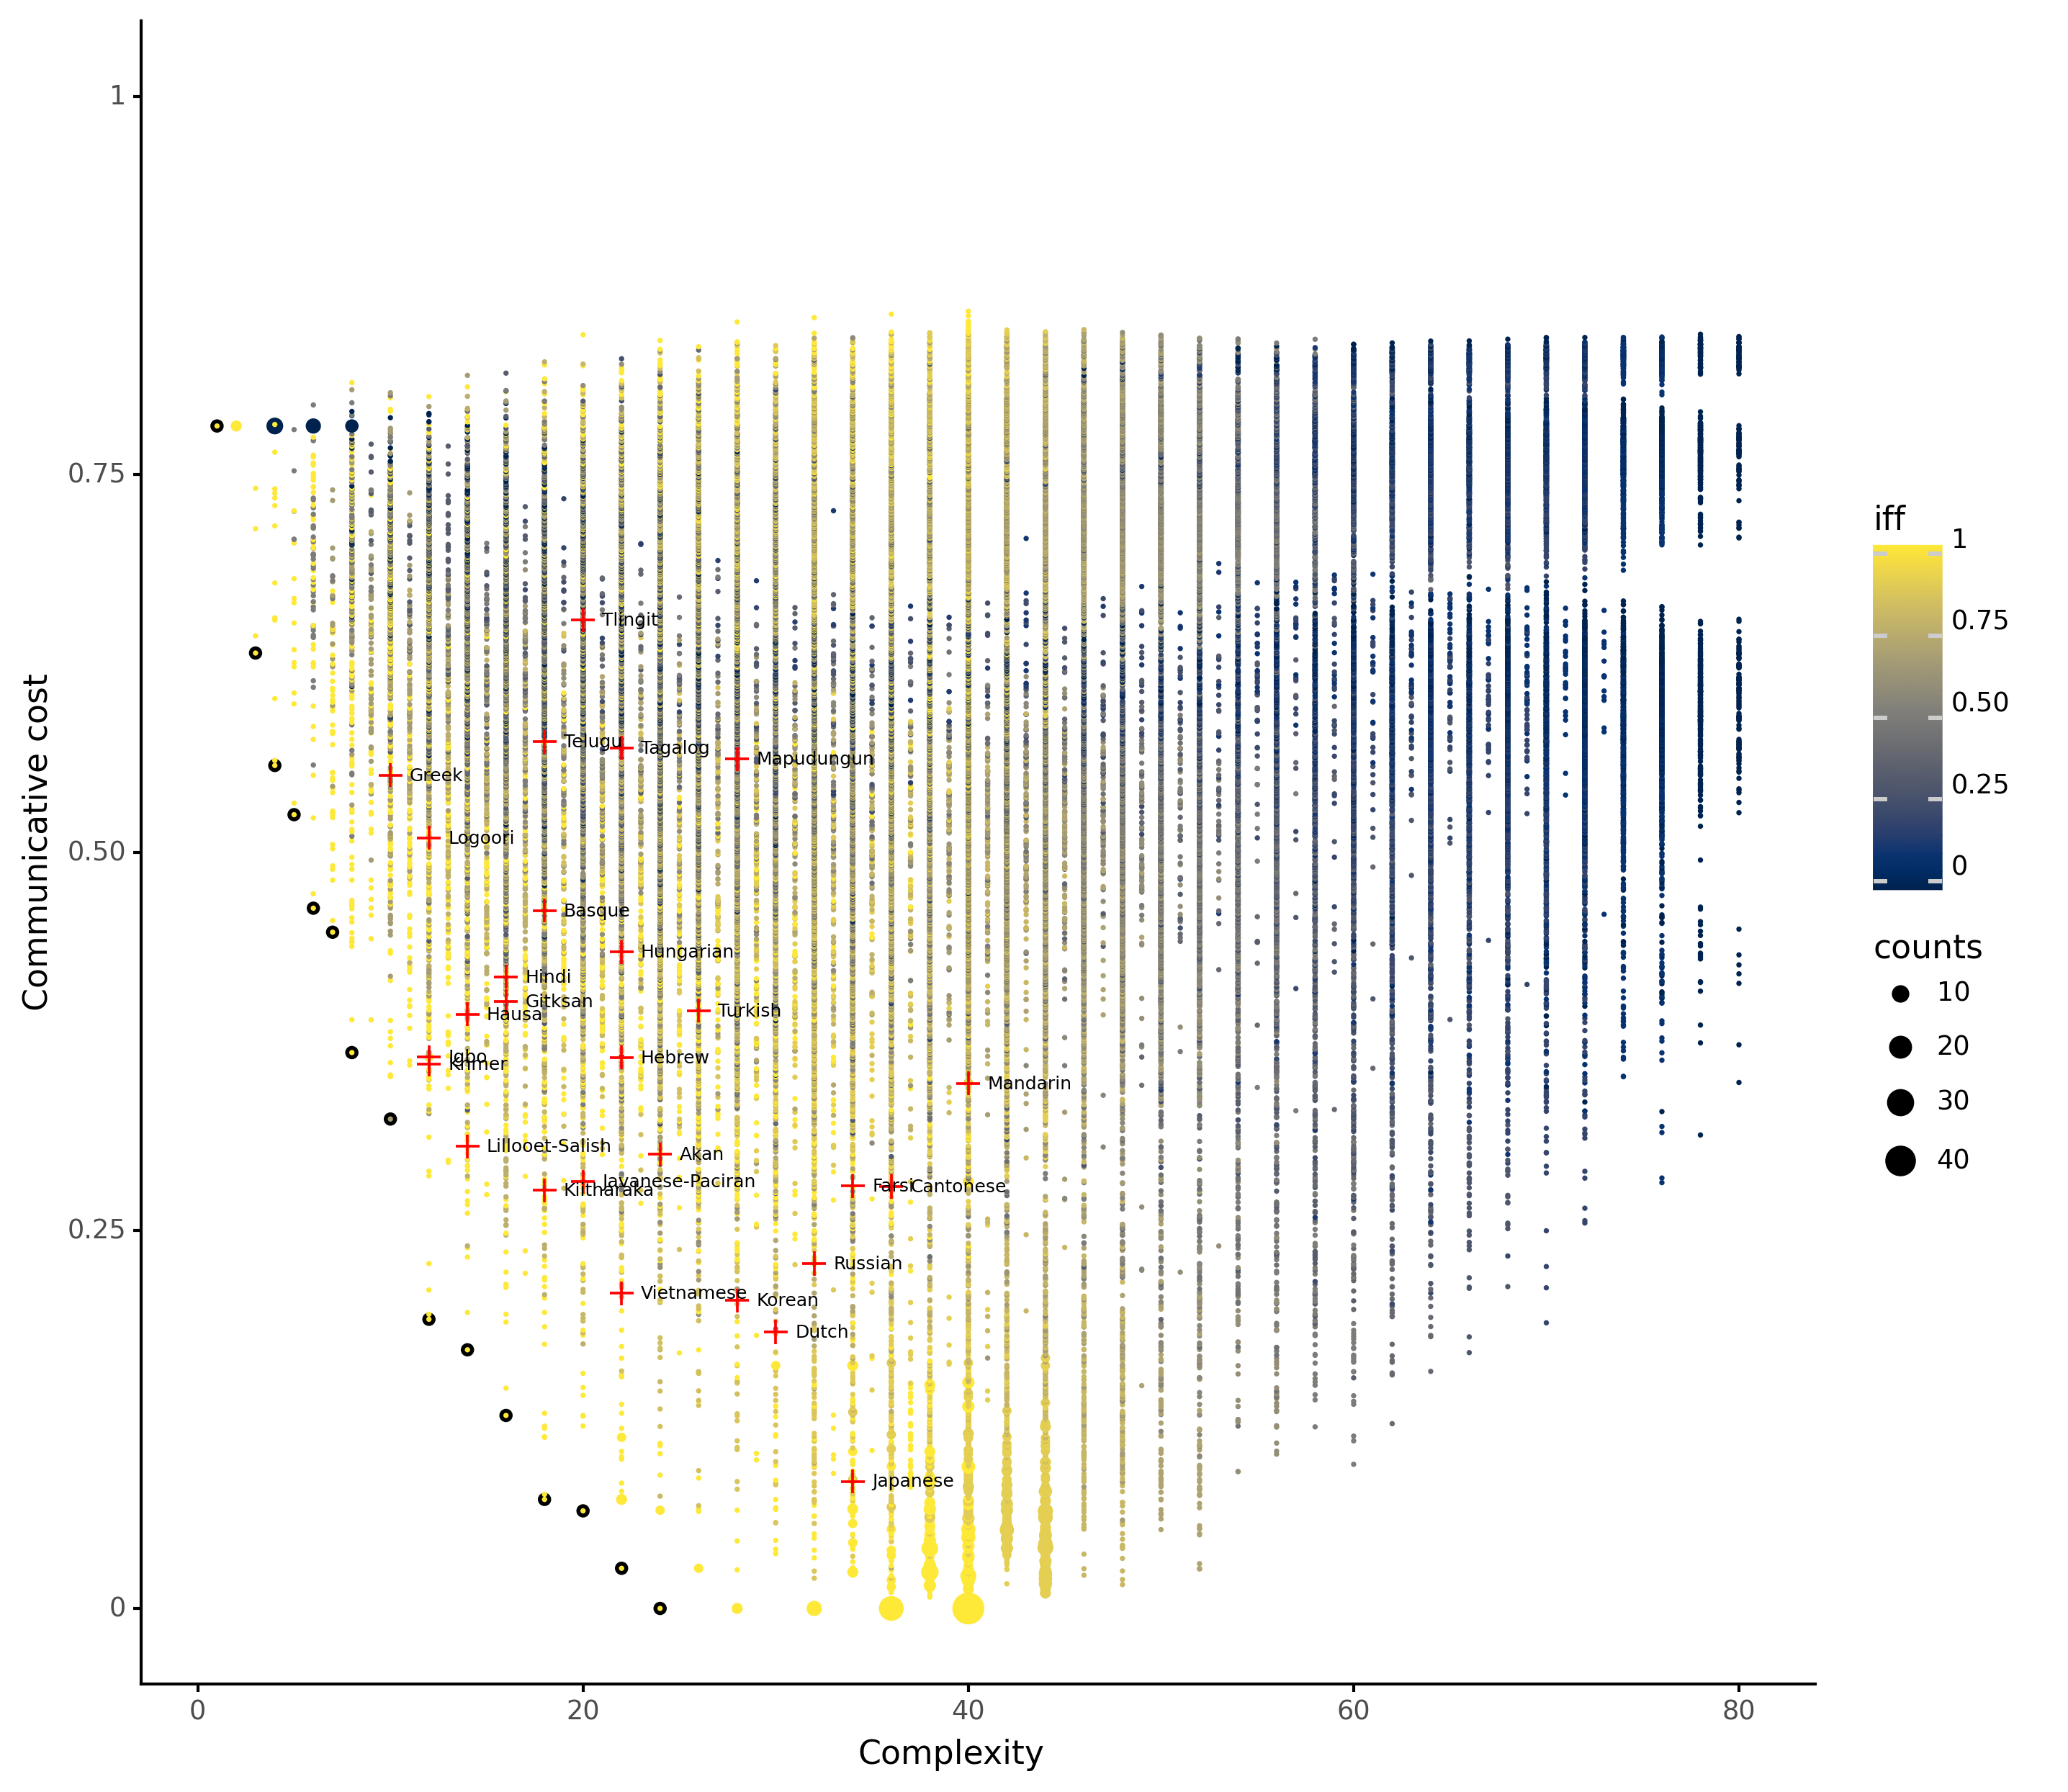 1
0.75
0.50
0.25
0
Communicative cost
0
20
40
60
80
Complexity
Tlingit
Telugu
Tagalog
Mapudungun
Greek
Logoori
Basque
Hungarian
Hindi
Gitksan
Hausa
Turkish
Igbo
Khmer
Hebrew
Mandarin
Lillooet-Salish
Akan
Javanese-Paciran
Kiitharaka
Farsi
Cantonese
Russian
Vietnamese
Korean
Dutch
Japanese
iff
1
0.75
0.50
0.25
0
counts
10
20
30
40